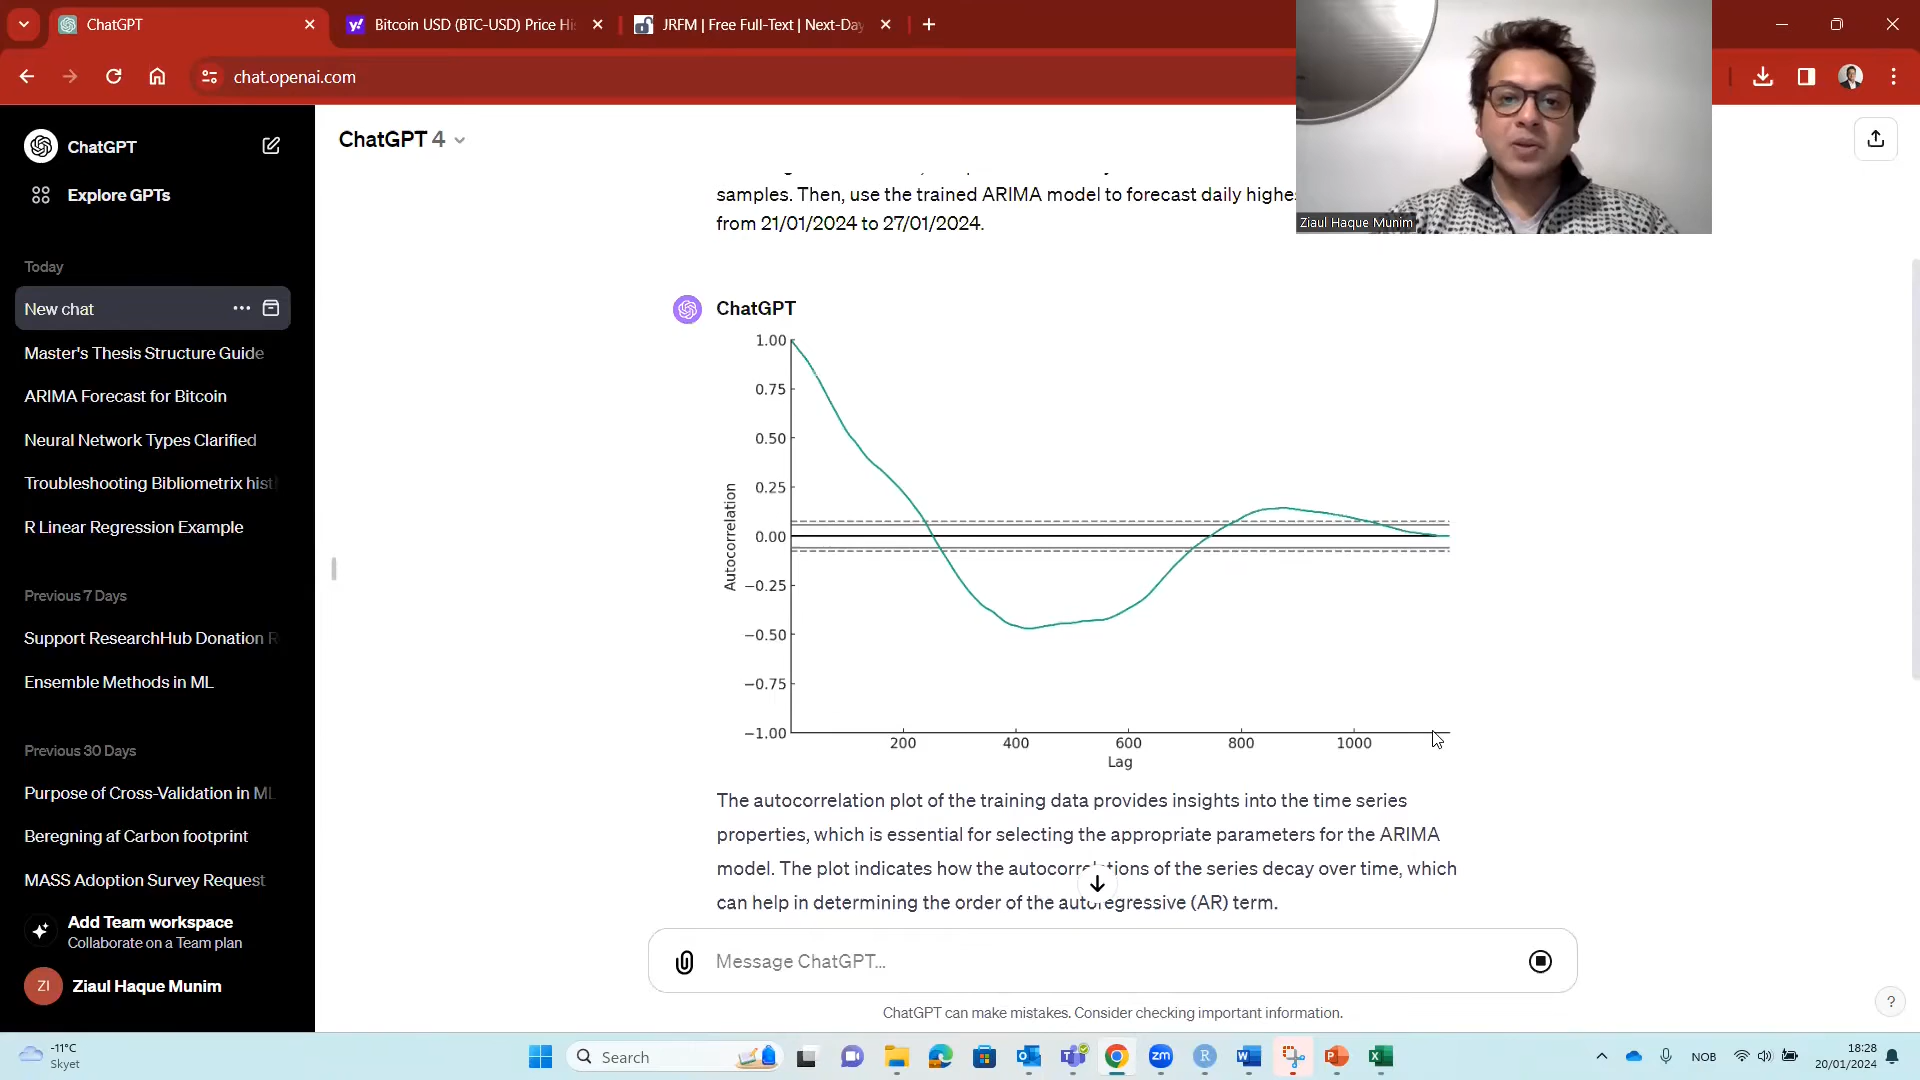 ChatGPT
Bitcoin USD (BTC-USD) Price His
JRFM | Free Full-Text | Next-Day
chat.openai.com
ChatGPT
Explore GPTs
Today
New chat
Master's Thesis Structure Guide
ARIMA Forecast for Bitcoin
Neural Network Types Clarified
Troubleshooting Bibliometrix hist
R Linear Regression Example
Previous 7 Days
Support ResearchHub Donation R
Ensemble Methods in ML
Previous 30 Days
Purpose of Cross-Validation in ML
Beregning af Carbon footprint
MASS Adoption Survey Request
Add Team workspace
Collaborate on a Team plan
ZI
Ziaul Haque Munim
ChatGPT 4
samples. Then, use the trained ARIMA model to forecast daily highes
from 21/01/2024 to 27/01/2024.
Ziaul Haque Munim
ChatGPT
1.00
0.75
0.50
0.25
0.00
−0.25
−0.50
−0.75
−1.00
Autocorrelation
200
400
600
800
1000
Lag
The autocorrelation plot of the training data provides insights into the time series
properties, which is essential for selecting the appropriate parameters for the ARIMA
model. The plot indicates how the autocorrelations of the series decay over time, which
can help in determining the order of the autoregressive (AR) term.
Message ChatGPT...
ChatGPT can make mistakes. Consider checking important information.
?
-11°C
Skyet
Search
zm
R
NOB
18:28
20/01/2024